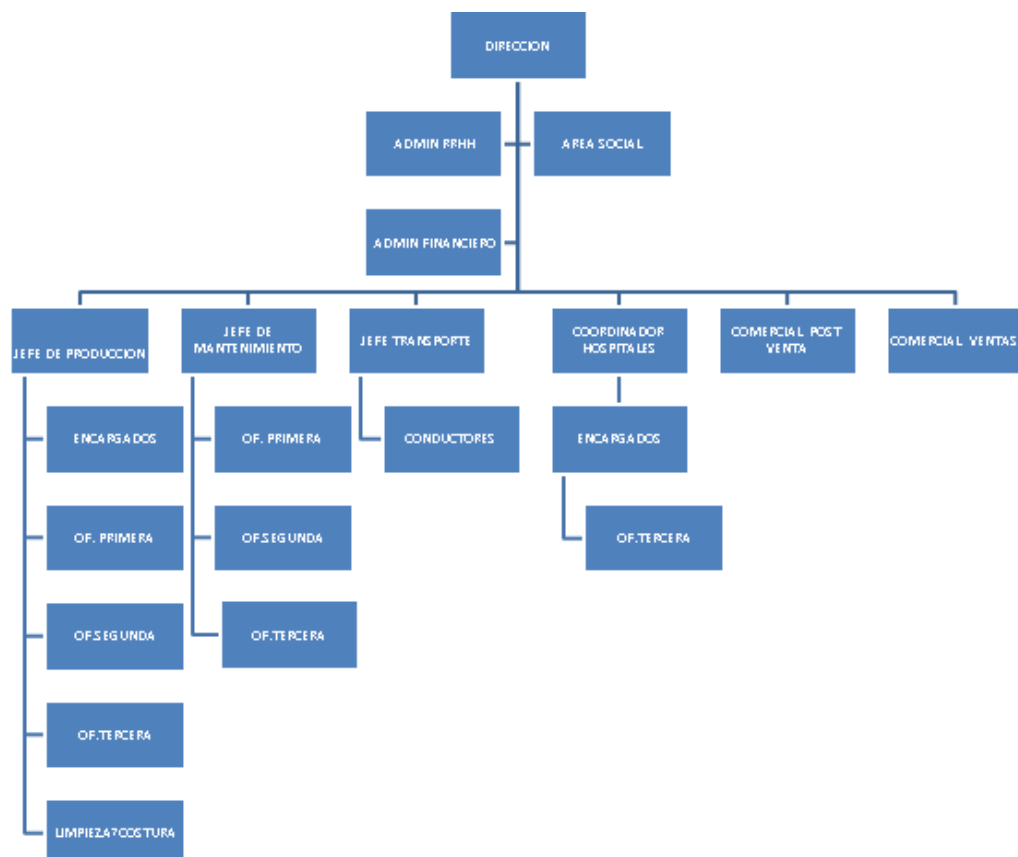 DIRECCION
ADMIN RRHH
AREA SOCIAL
ADMIN FINANCIERO
JEFE DE PRODUCCION
JEFE DE
MANTENIMIENTO
JEFE TRANSPORTE
COORDINADOR
HOSPITALES
COMERCIAL POST
VENTA
COMERCIAL VENTAS
ENCARGADOS
OF. PRIMERA
CONDUCTORES
ENCARGADOS
OF. PRIMERA
OF.SEGUNDA
OF.TERCERA
OF.SEGUNDA
OF.TERCERA
OF.TERCERA
LIMPIEZA?COSTURA